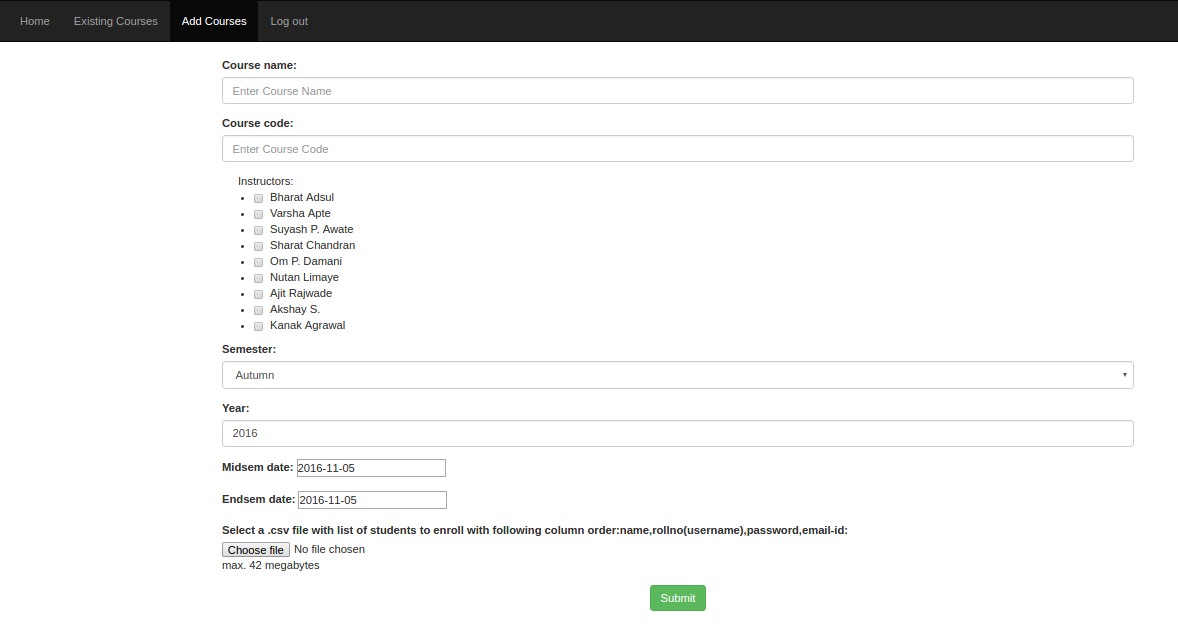 Home Existing Courses Add Courses Log out
Course name:
Enter Course Name
Course code:
Enter Course Code
Instructors:
Bharat Adsul
Varsha Apte
Suyash P. Awate
Sharat Chandran
Om P. Damani
Nutan Limaye
Ajit Rajwade
Akshay S.
Kanak Agrawal
Semester:
Autumn
Year:
2016
Midsem date: 2016-11-05
Endsem date: 2016-11-05
Select a .csv file with list of students to enroll with following column order:name,rollno(username),password,email-id:
Choose file No file chosen
max. 42 megabytes
Submit